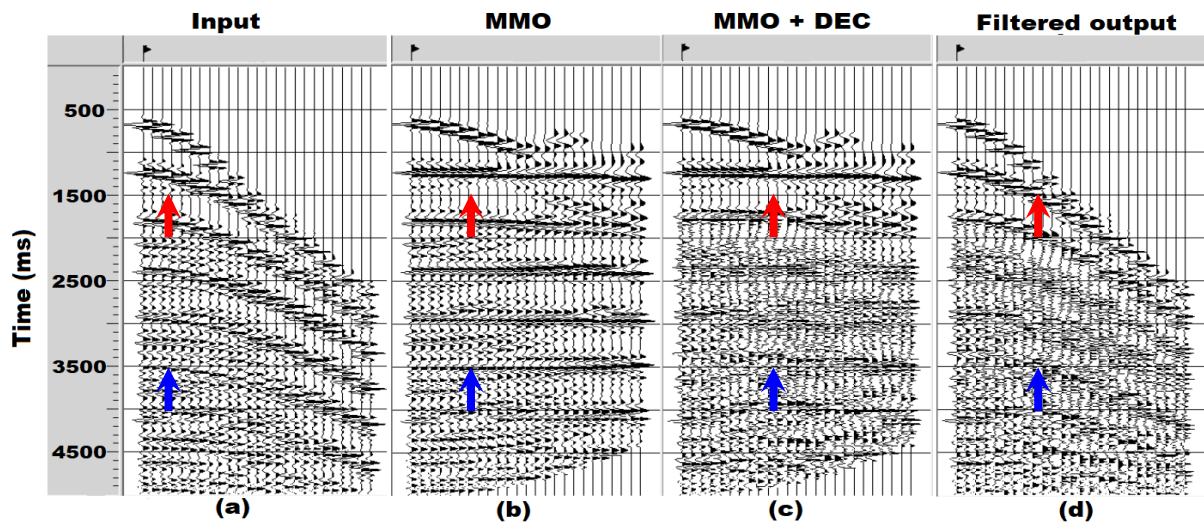 Input
MMO
MMO + DEC
Filtered output
500
1500
2500
3500
4500
Time (ms)
(a)
(b)
(c)
(d)